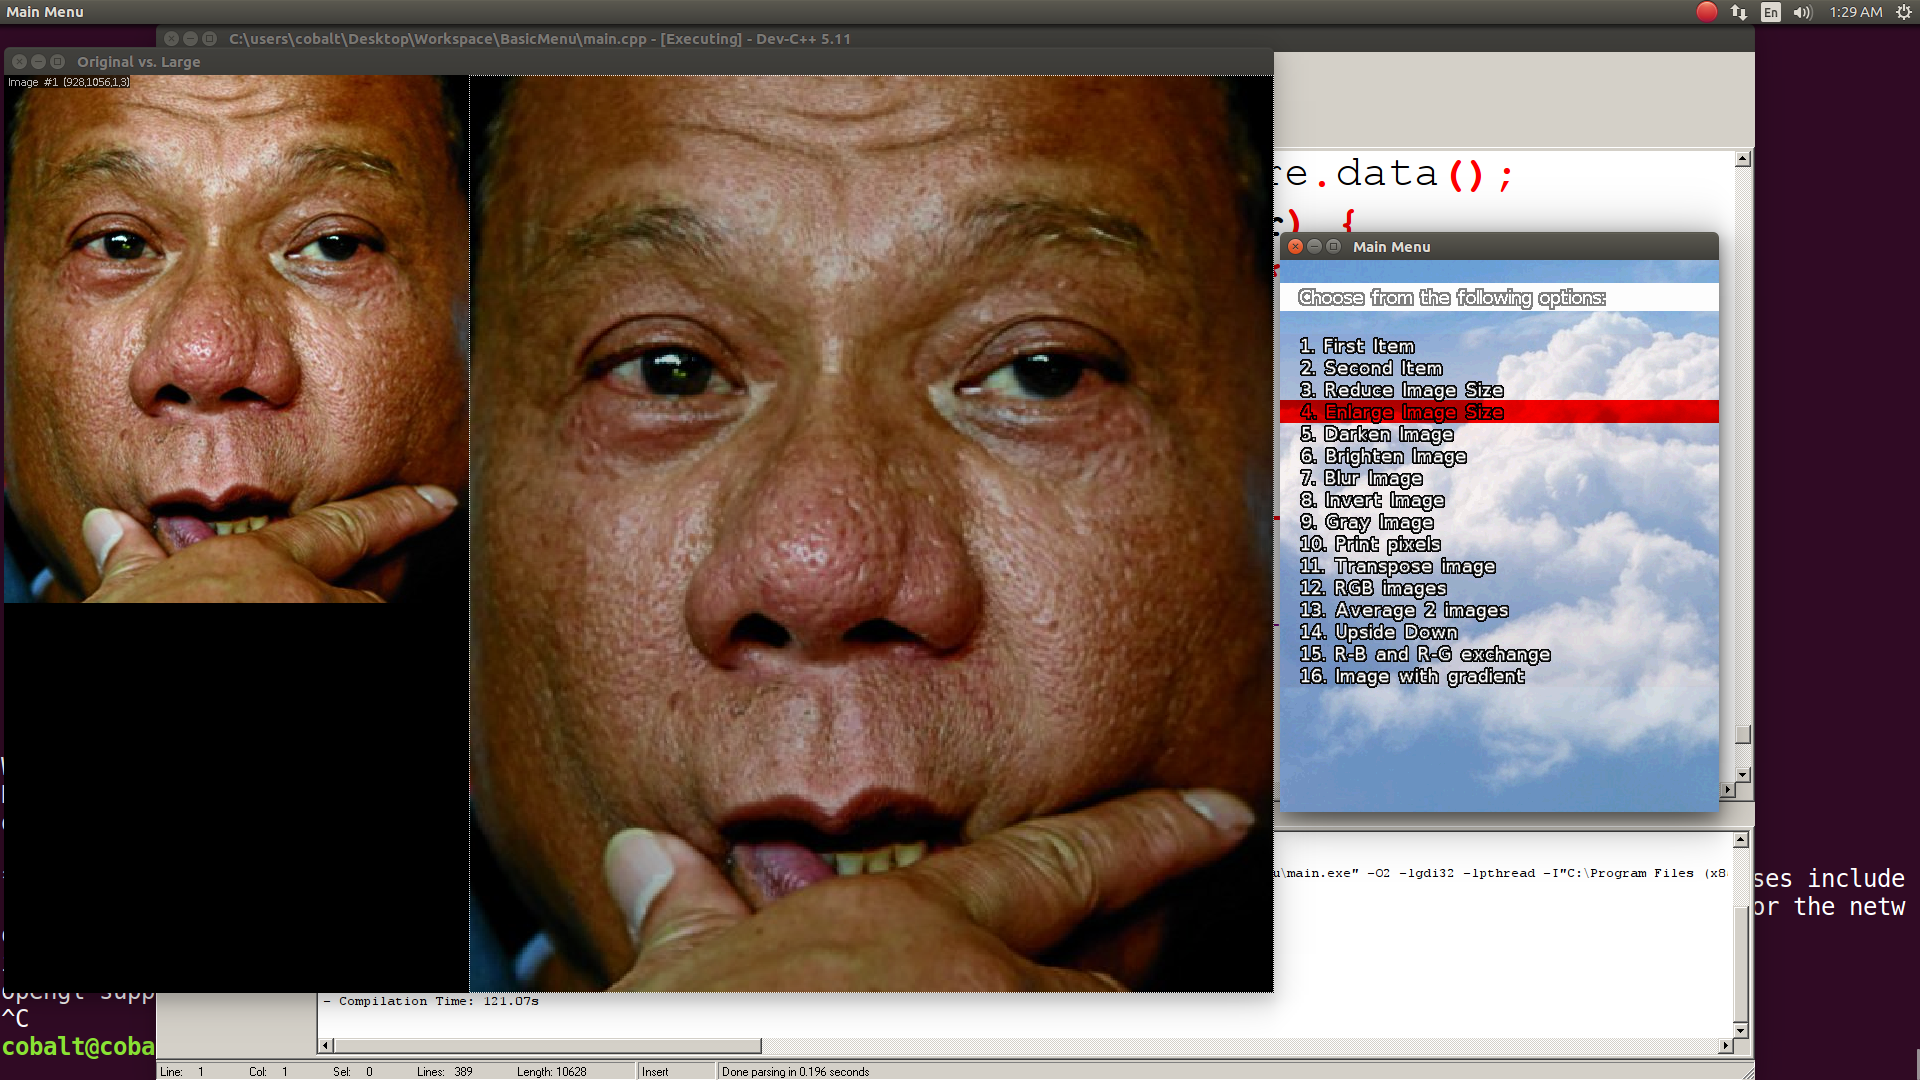 Main Menu
En
1:29 AM
C:\users\cobalt\Desktop\Workspace\BasicMenu\main.cpp - [Executing] - Dev-C++ 5.11
Original vs. Large
Image #1 (928,1056,1,3)
re.data();
) {
Main Menu
Choose from the following options:
1. First Item
2. Second Item
3. Reduce Image Size
4. Enlarge Image Size
5. Darken Image
6. Brighten Image
7. Blur Image
8. Invert Image
9. Gray Image
10. Print pixels
11. Transpose image
12. RGB images
13. Average 2 images
14. Upside Down
15. R-B and R-G exchange
16. Image with gradient
u\main.exe" -O2 -lgdi32 -lpthread -I"C:\Program Files (x8
ses include
or the netw
opengl supp
- Compilation Time: 121.07s
^C
cobalt@coba
Line: 1 Col: 1 Sel: 0 Lines: 389 Length: 10628 Insert Done parsing in 0.196 seconds